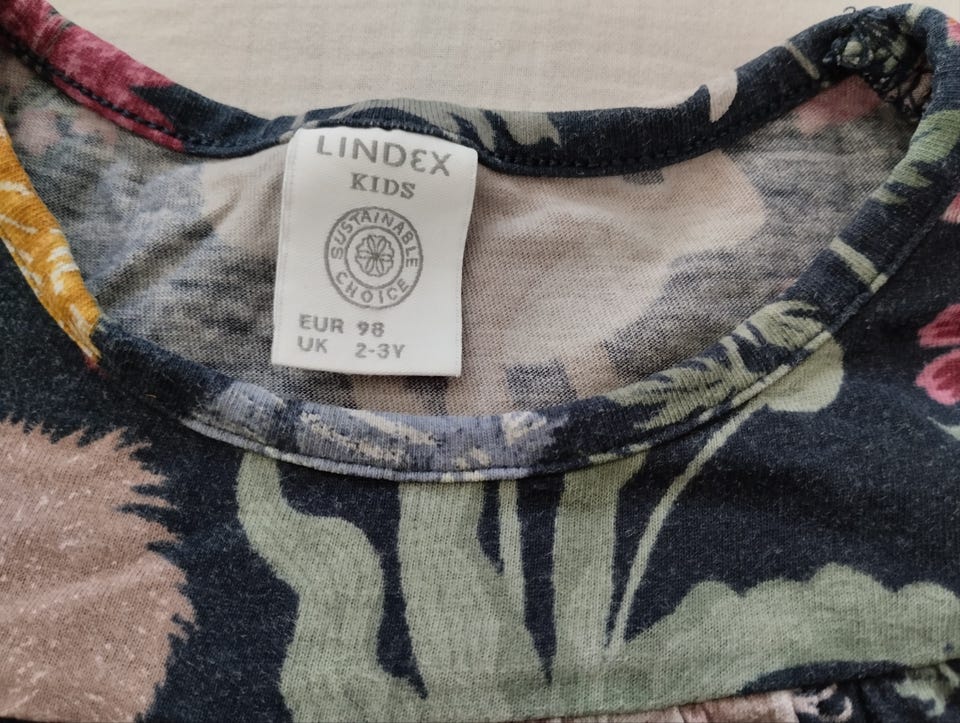 LINDEX
KIDS
SUSTAINABLE
CHOICE
EUR 98
UK 2-3Y